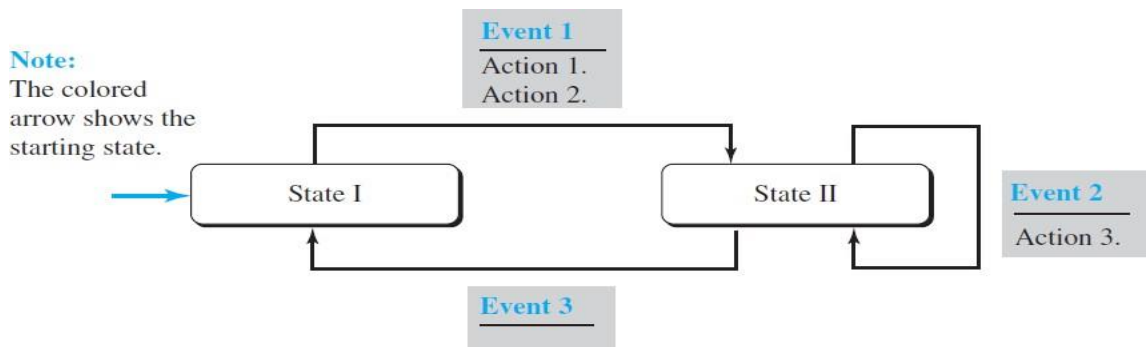 Event 1
Action 1.
Action 2.
Note:
The colored
arrow shows the
starting state.
State I
State II
Event 2
Action 3.
Event 3